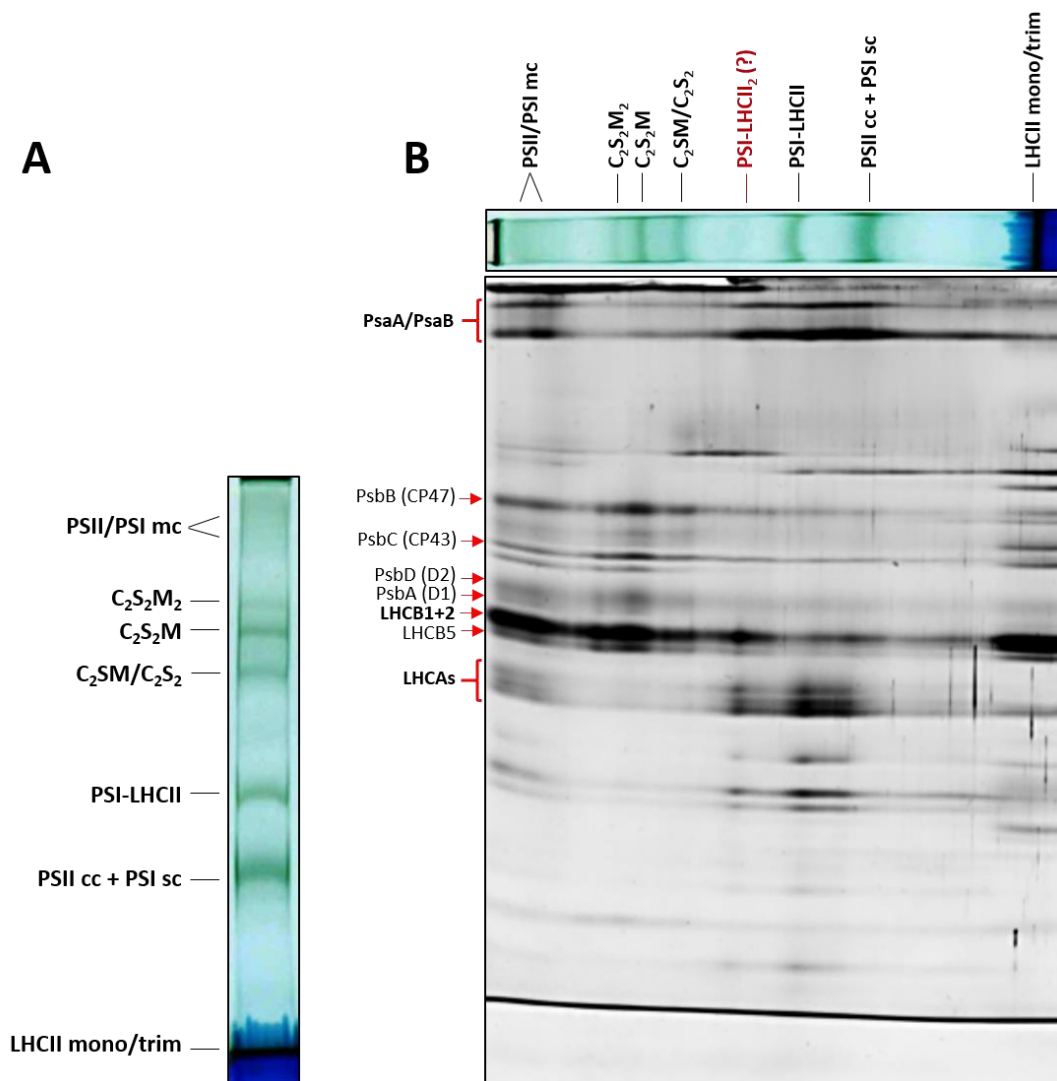 A
PSII/PSI mc
C₂S₂M₂
C₂S₂M
C₂SM/C₂S₂
PSI-LHCII
PSII cc + PSI sc
LHCII mono/trim
B
PSII/PSI mc
C₂S₂M₂
C₂S₂M
C₂SM/C₂S₂
PSI-LHCII₂ (?)
PSI-LHCII
PSII cc + PSI sc
LHCII mono/trim
PsaA/PsaB
PsbB (CP47)
PsbC (CP43)
PsbD (D2)
PsbA (D1)
LHCB1+2
LHCB5
LHCAs